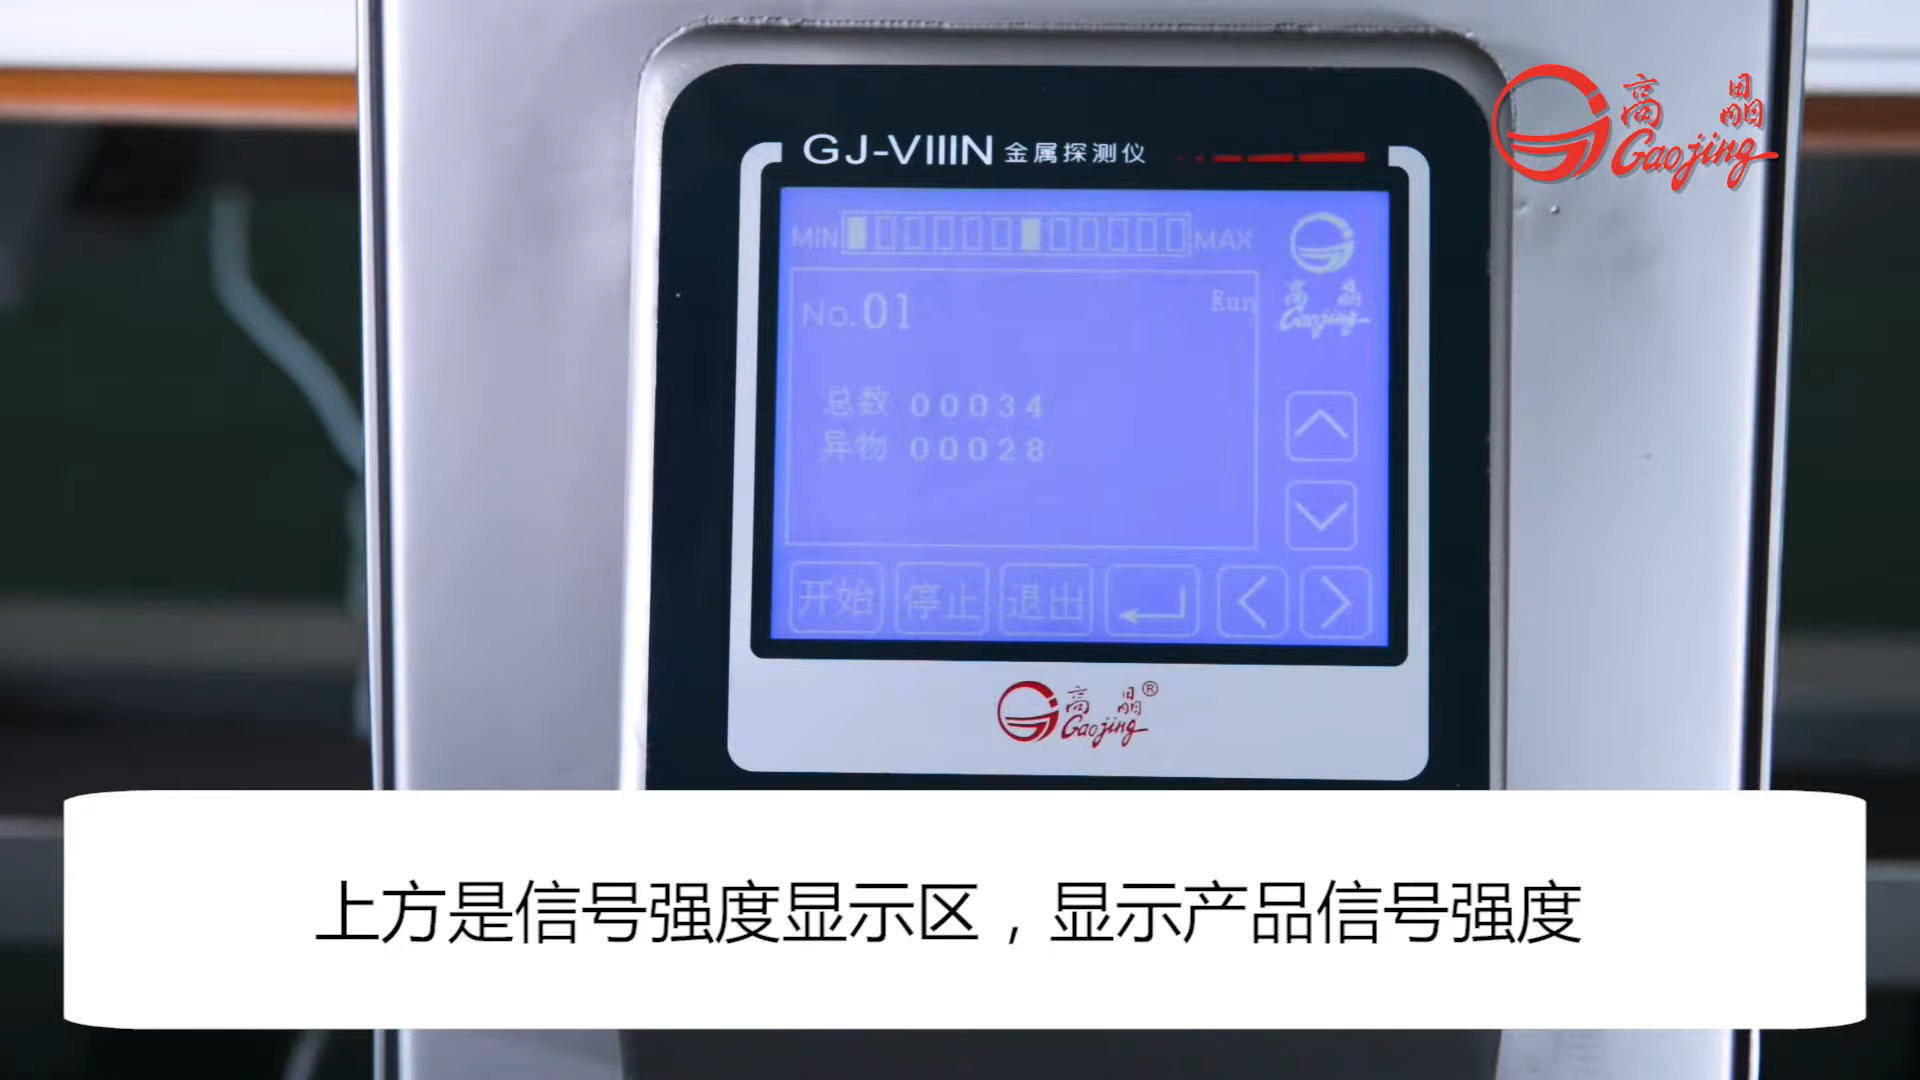 高晶
Gaojing
GJ-VIIIN 金属探测仪
MIN MAX
高晶
Gaojing
No.01 Run
总数 00034
异物 00028
开始 停止 退出
高晶®
Gaojing
上方是信号强度显示区，显示产品信号强度